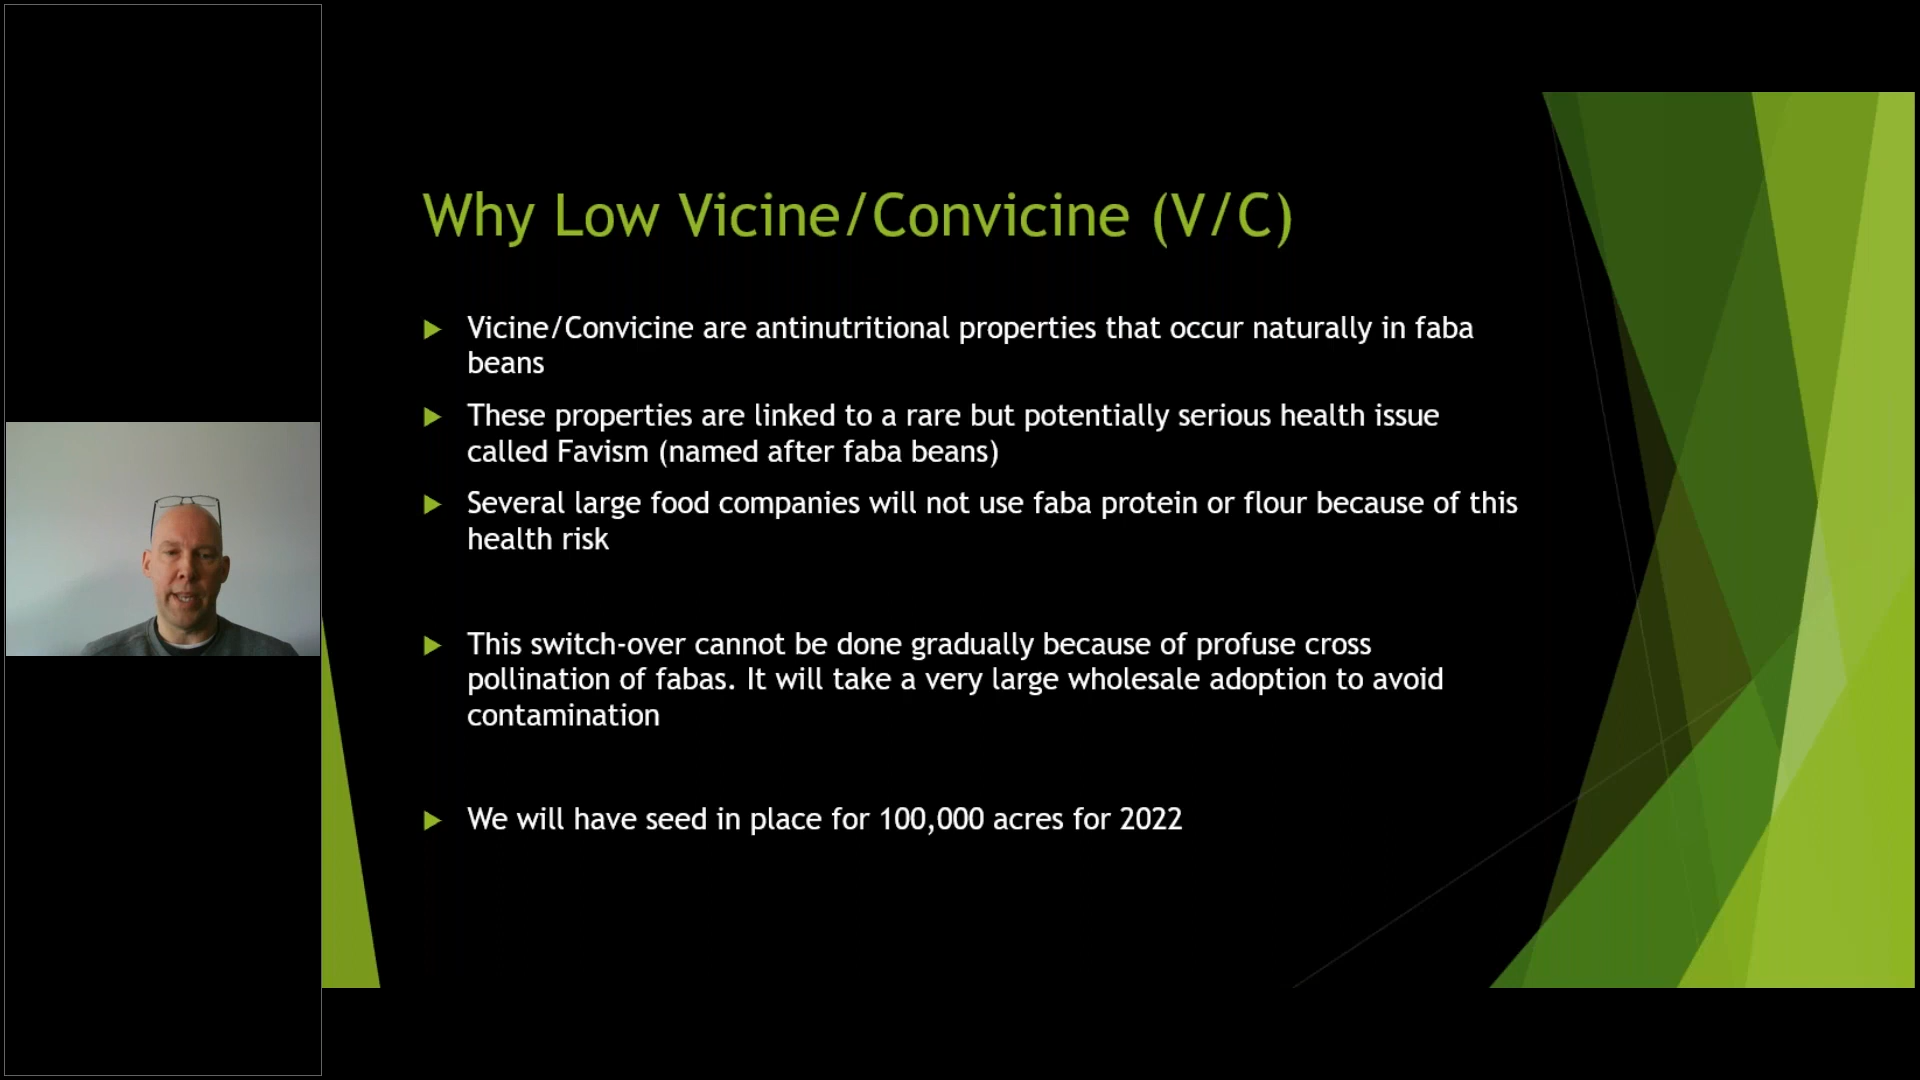 Why Low Vicine/Convicine (V/C)
Vicine/Convicine are antinutritional properties that occur naturally in faba
beans
These properties are linked to a rare but potentially serious health issue
called Favism (named after faba beans)
Several large food companies will not use faba protein or flour because of this
health risk
This switch-over cannot be done gradually because of profuse cross
pollination of fabas. It will take a very large wholesale adoption to avoid
contamination
We will have seed in place for 100,000 acres for 2022